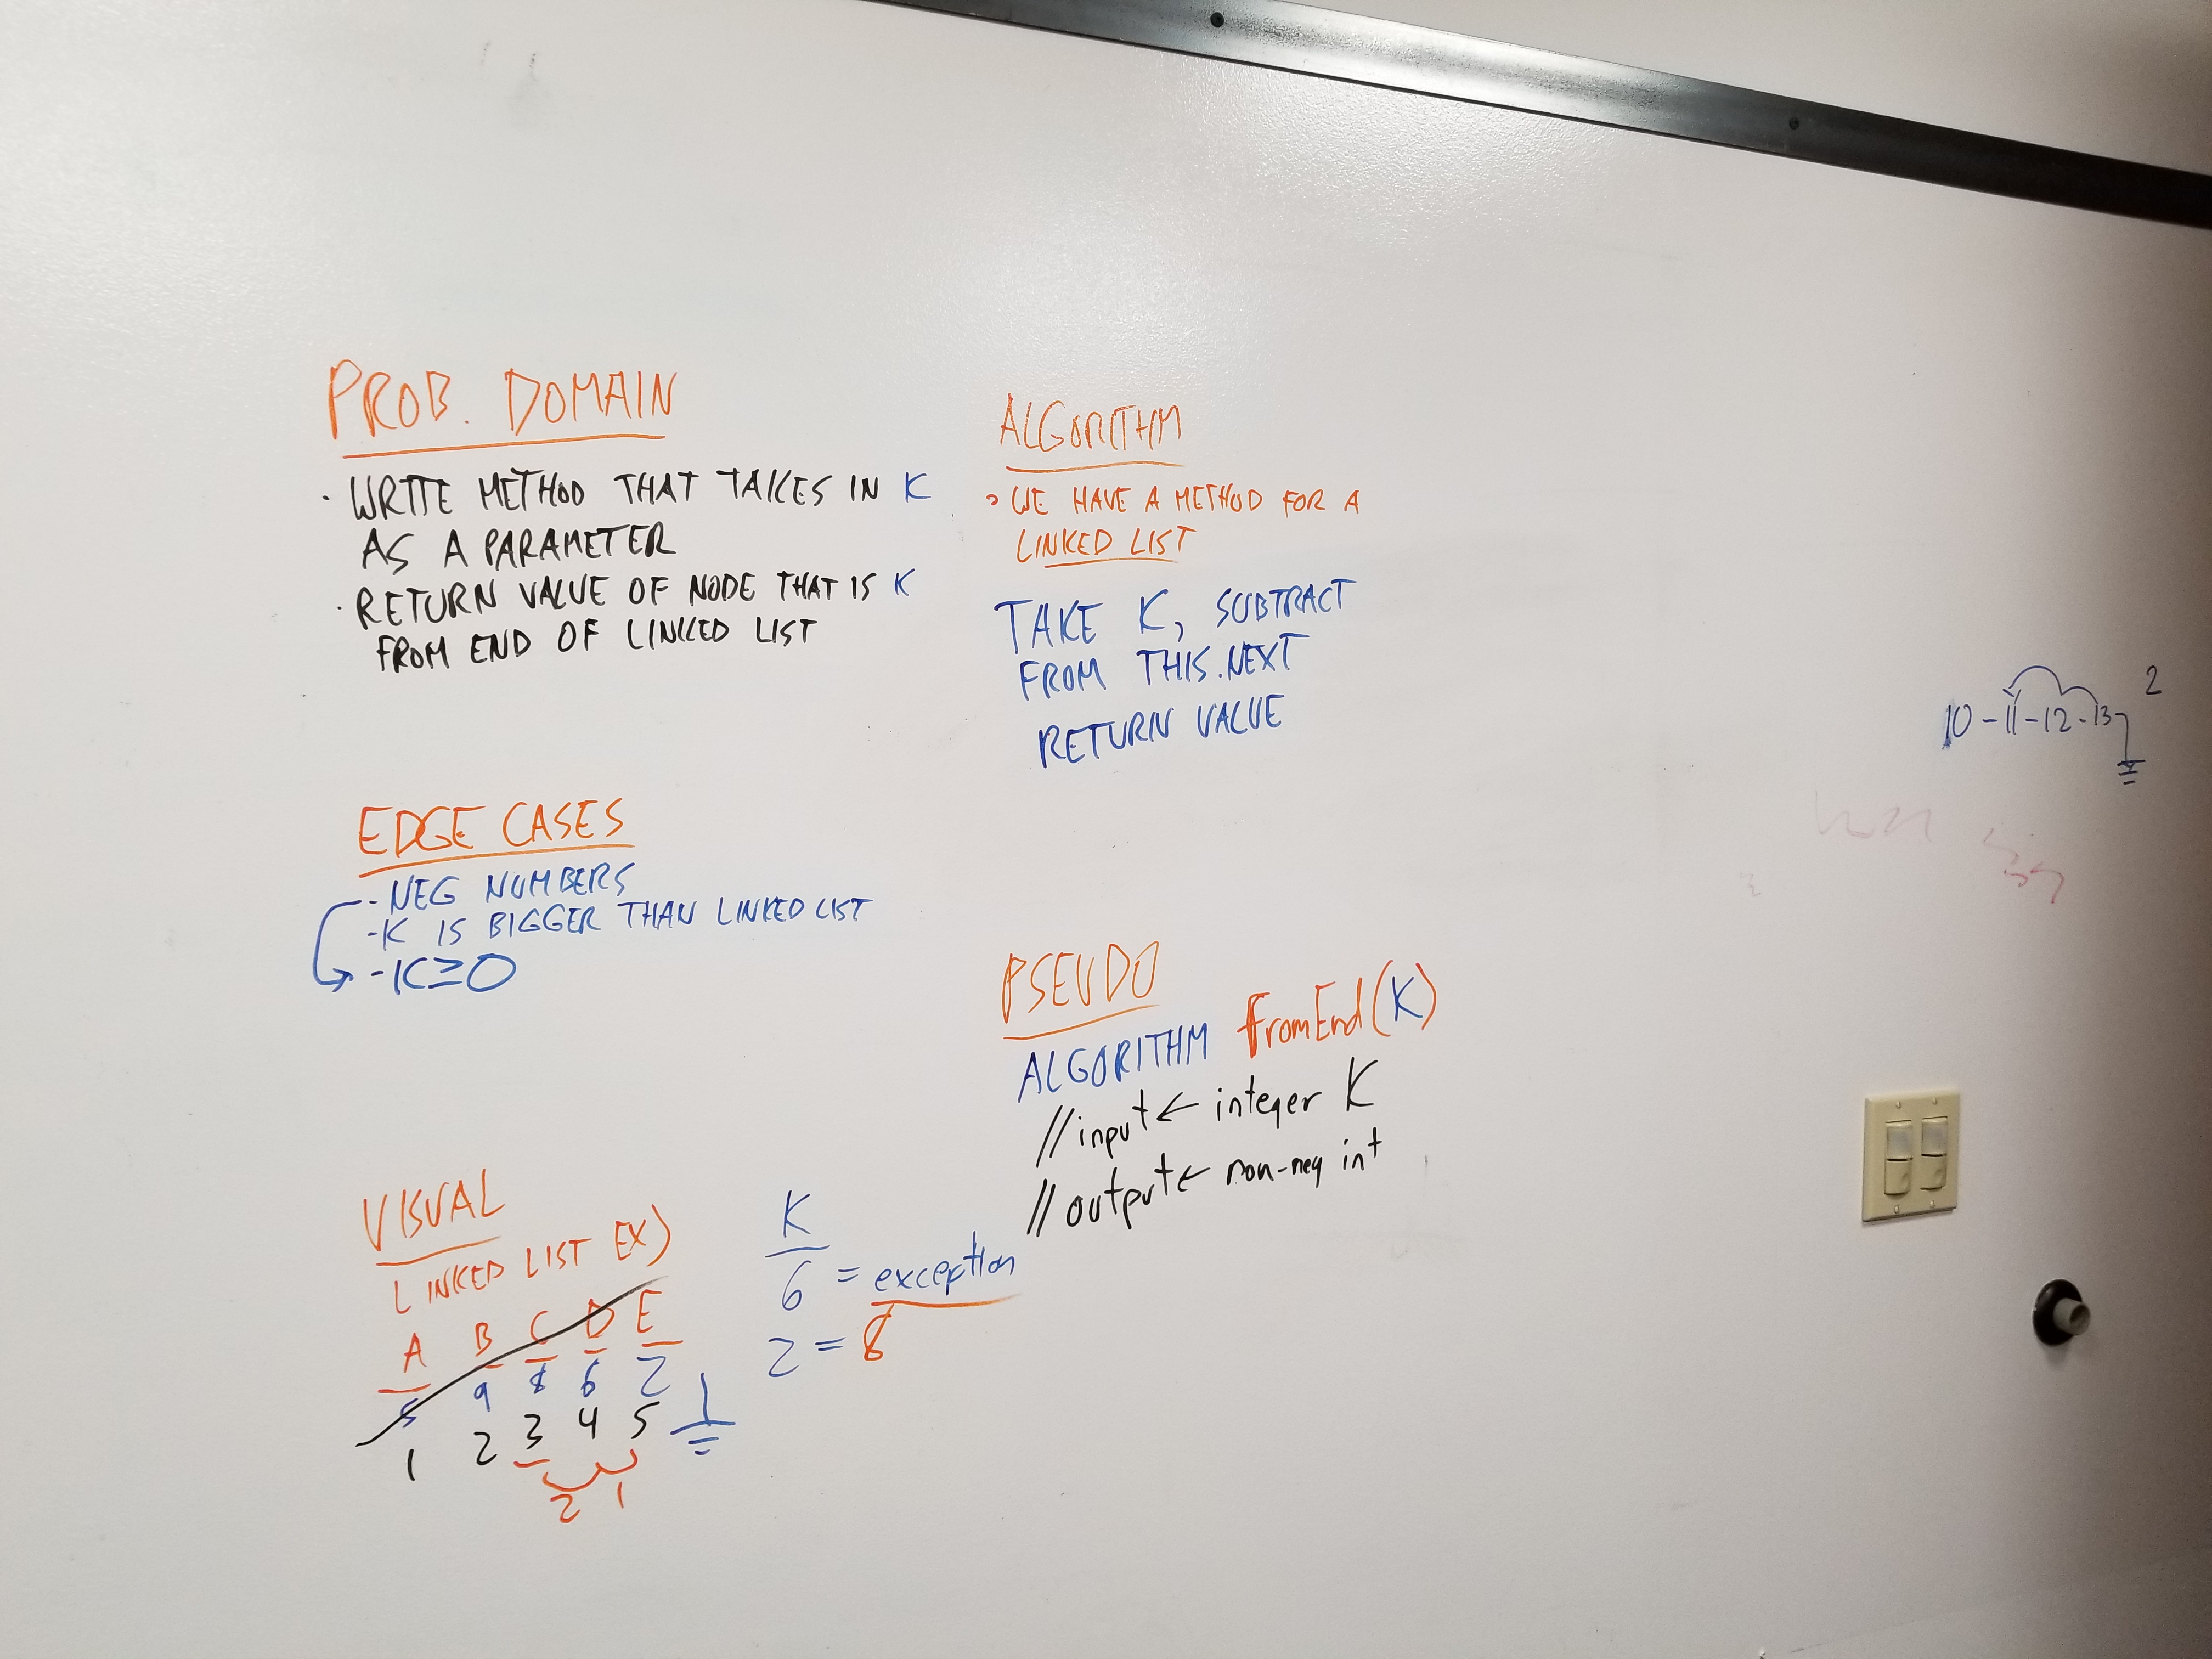 PROB. DOMAIN
· WRITE METHOD THAT TAKES IN K
AS A PARAMETER
· RETURN VALUE OF NODE THAT IS K
FROM END OF LINKED LIST
EDGE CASES
- NEG NUMBERS
- K IS BIGGER THAN LINKED LIST
- K≥0
VISUAL
LINKED LIST EX)
A B C D E
5 9 8 6 2
1 2 3 4 5
2 1
K
6 = exception
2 = 8
ALGORITHM
· WE HAVE A METHOD FOR A
LINKED LIST
TAKE K, SUBTRACT
FROM THIS.NEXT
RETURN VALUE
PSEUDO
ALGORITHM fromEnd(K)
// input ← integer K
// output ← non-neg int
2
10 - 11 - 12 - 13